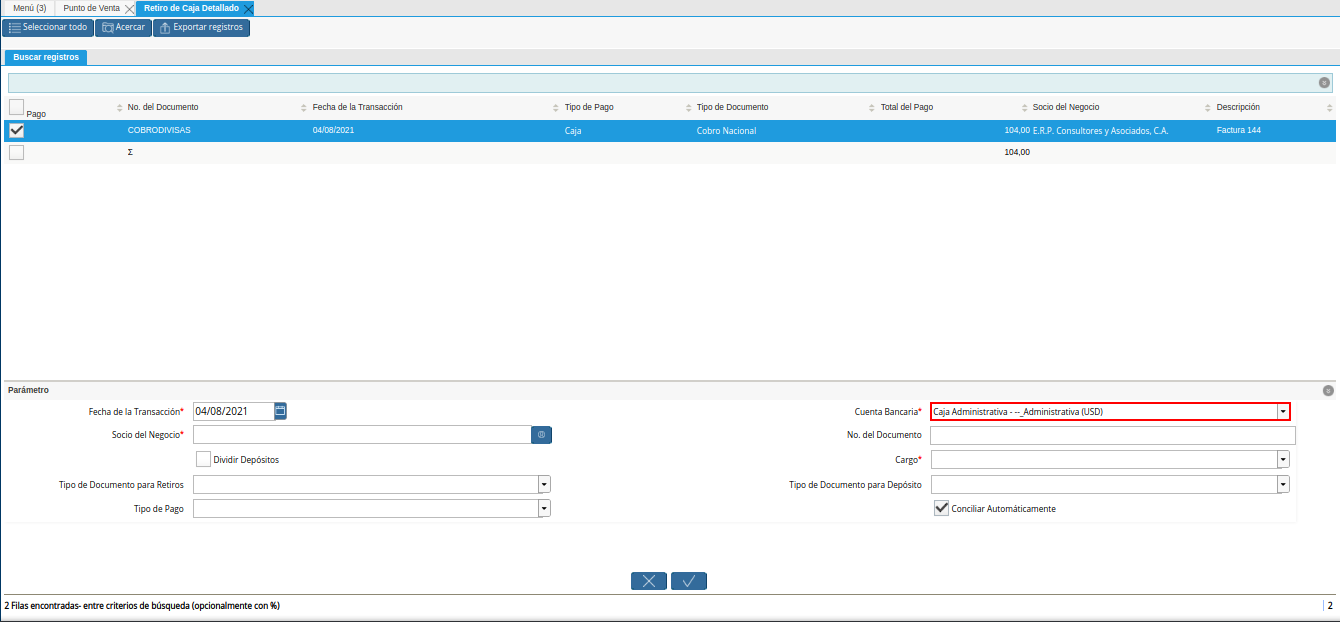 Menú (3) Punto de Venta Retiro de Caja Detallado
Seleccionar todo Acercar Exportar registros
Buscar registros
Pago No. del Documento Fecha de la Transacción Tipo de Pago Tipo de Documento Total del Pago Socio del Negocio Descripción
COBRODIVISAS 04/08/2021 Caja Cobro Nacional 104,00 E.R.P. Consultores y Asociados, C.A. Factura 144
Σ 104,00
Parámetro
Fecha de la Transacción* 04/08/2021 Cuenta Bancaria* Caja Administrativa - --_Administrativa (USD)
Socio del Negocio* No. del Documento
Dividir Depósitos Cargo*
Tipo de Documento para Retiros Tipo de Documento para Depósito
Tipo de Pago Conciliar Automáticamente
2 Filas encontradas- entre criterios de búsqueda (opcionalmente con %) 2